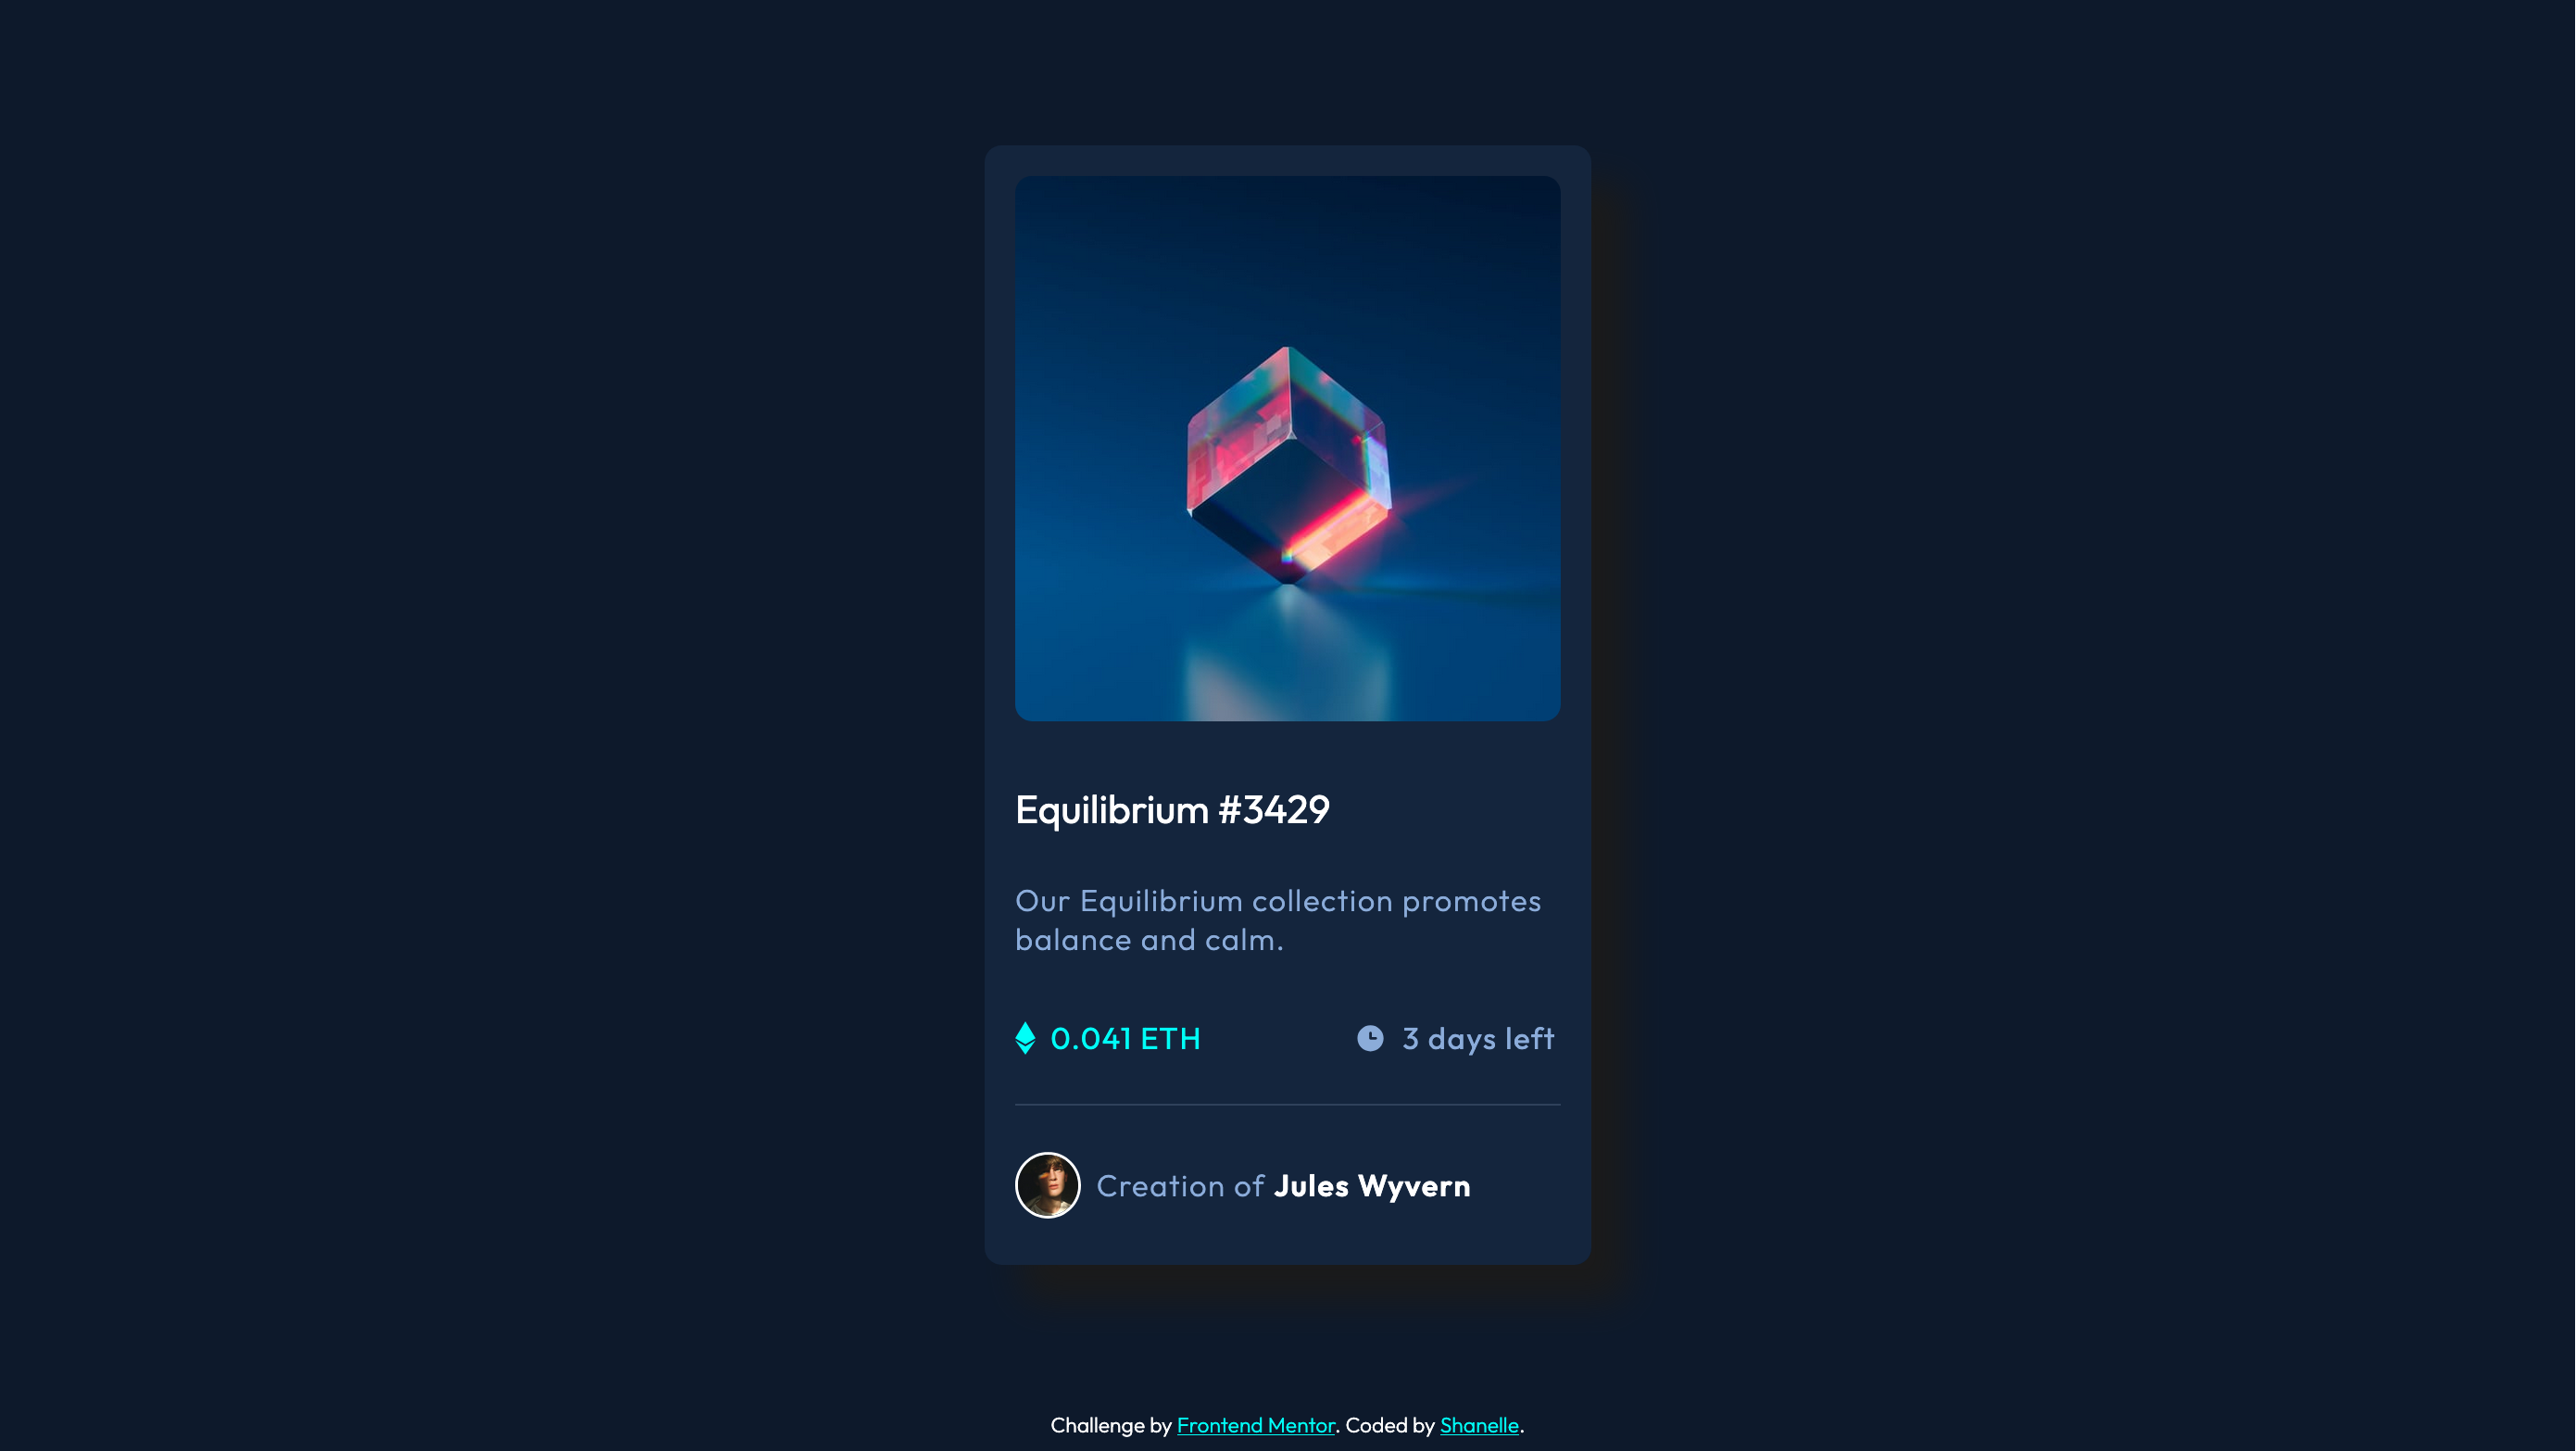 Equilibrium #3429
Our Equilibrium collection promotes
balance and calm.
0.041 ETH
3 days left
Creation of Jules Wyvern
Challenge by Frontend Mentor. Coded by Shanelle.